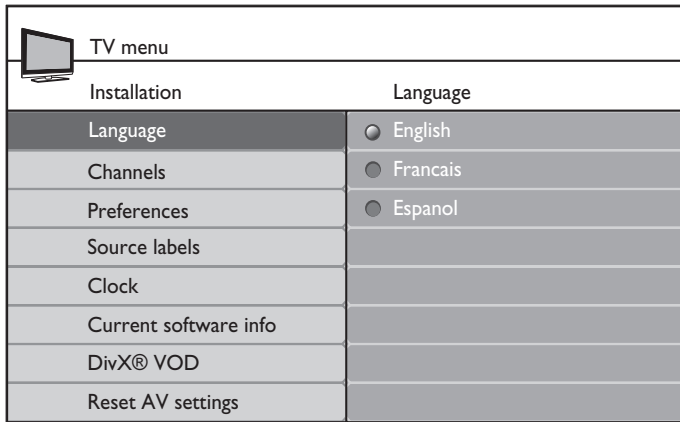 TV menu
Installation
Language
Language
English
Channels
Francais
Preferences
Espanol
Source labels
Clock
Current software info
DivX® VOD
Reset AV settings